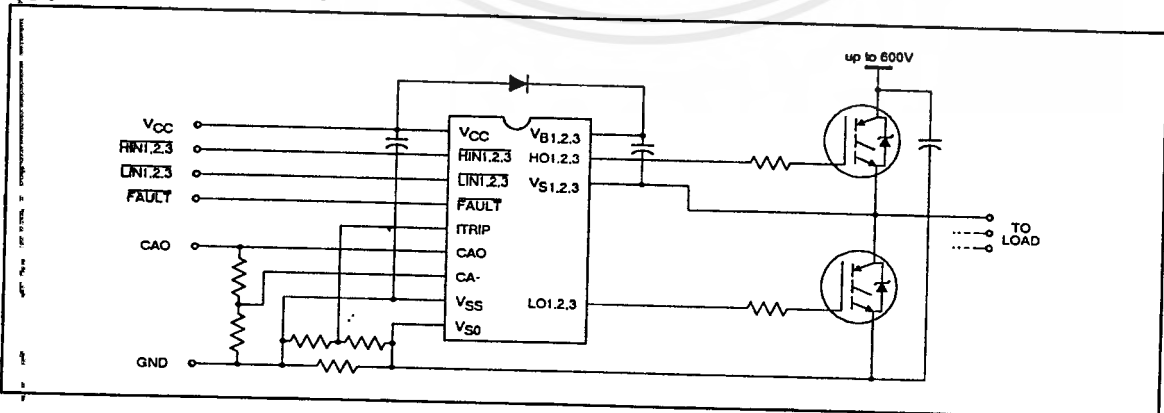 up to 600V
VCC
HIN1,2,3
LIN1,2,3
FAULT
CAO
GND
VCC
HIN1,2,3
LIN1,2,3
FAULT
ITRIP
CAO
CA-
VSS
VS0
VB1,2,3
HO1,2,3
VS1,2,3
LO1,2,3
TO
LOAD